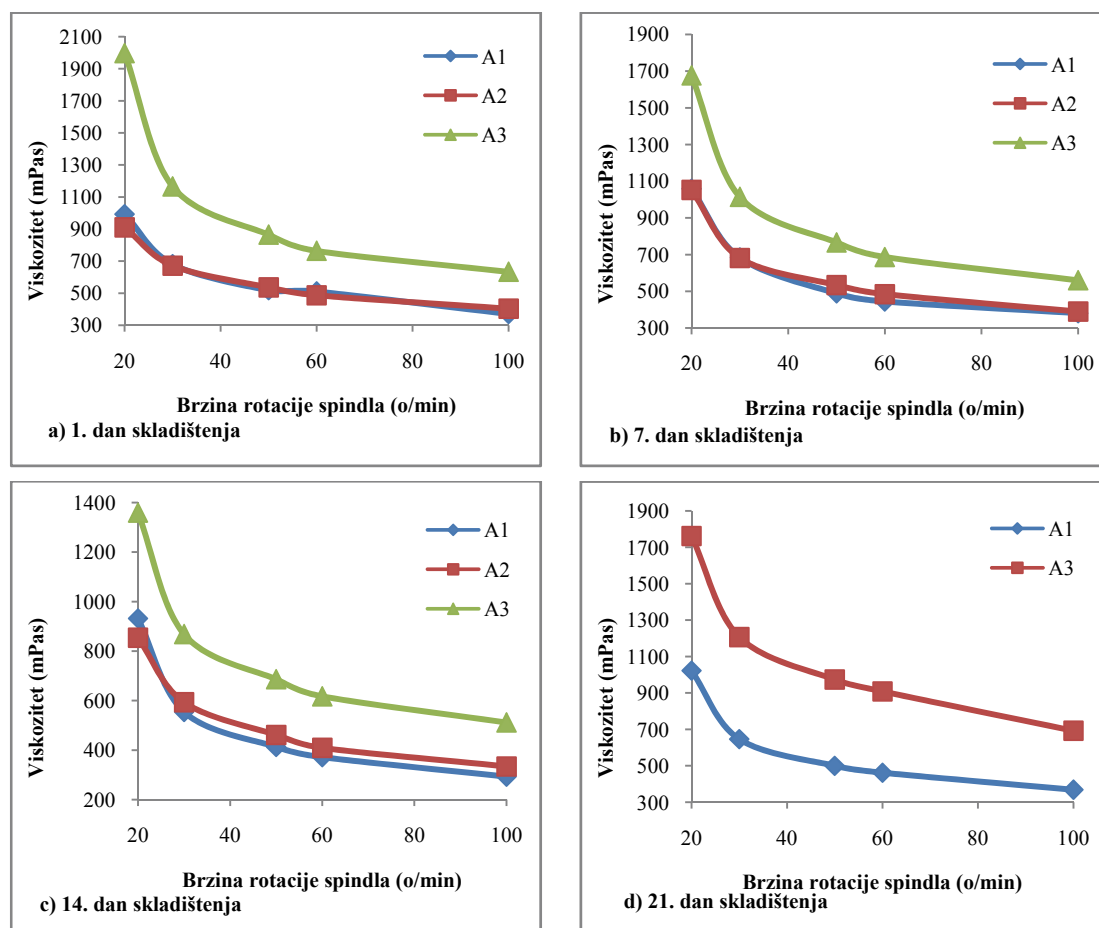 2100
1900
1700
1500
1300
1100
900
700
500
300
20
40
60
80
100
Viskozitet (mPas)
Brzina rotacije spindla (o/min)
A1
A2
A3
a) 1. dan skladištenja
1900
1700
1500
1300
1100
900
700
500
300
20
40
60
80
100
Viskozitet (mPas)
Brzina rotacije spindla (o/min)
A1
A2
A3
b) 7. dan skladištenja
1400
1200
1000
800
600
400
200
20
40
60
80
100
Viskozitet (mPas)
Brzina rotacije spindla (o/min)
A1
A2
A3
c) 14. dan skladištenja
1900
1700
1500
1300
1100
900
700
500
300
20
40
60
80
100
Viskozitet (mPas)
Brzina rotacije spindla (o/min)
A1
A3
d) 21. dan skladištenja